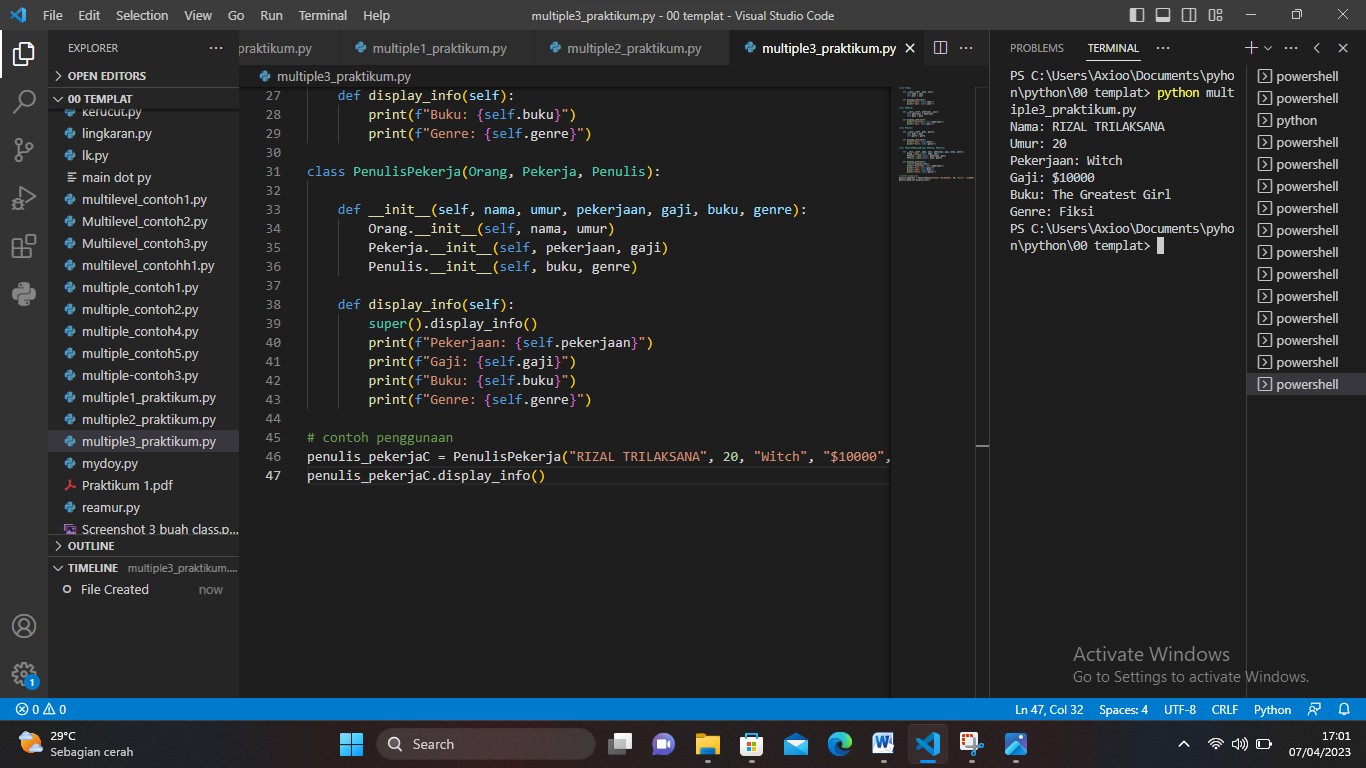 File Edit Selection View Go Run Terminal Help
multiple3_praktikum.py - 00 templat - Visual Studio Code
EXPLORER
OPEN EDITORS
00 TEMPLAT
kerucut.py
lingkaran.py
lk.py
main dot py
multilevel_contoh1.py
Multilevel_contoh2.py
Multilevel_contoh3.py
multilevel_contohh1.py
multiple_contoh1.py
multiple_contoh2.py
multiple_contoh4.py
multiple_contoh5.py
multiple-contoh3.py
multiple1_praktikum.py
multiple2_praktikum.py
multiple3_praktikum.py
mydoy.py
Praktikum 1.pdf
reamur.py
Screenshot 3 buah class.p...
OUTLINE
TIMELINE multiple3_praktikum....
File Created now
praktikum.py multiple1_praktikum.py multiple2_praktikum.py multiple3_praktikum.py
multiple3_praktikum.py
27 def display_info(self):
28 print(f"Buku: {self.buku}")
29 print(f"Genre: {self.genre}")
30
31 class PenulisPekerja(Orang, Pekerja, Penulis):
32
33 def __init__(self, nama, umur, pekerjaan, gaji, buku, genre):
34 Orang.__init__(self, nama, umur)
35 Pekerja.__init__(self, pekerjaan, gaji)
36 Penulis.__init__(self, buku, genre)
37
38 def display_info(self):
39 super().display_info()
40 print(f"Pekerjaan: {self.pekerjaan}")
41 print(f"Gaji: {self.gaji}")
42 print(f"Buku: {self.buku}")
43 print(f"Genre: {self.genre}")
44
45 # contoh penggunaan
46 penulis_pekerjaC = PenulisPekerja("RIZAL TRILAKSANA", 20, "Witch", "$10000",
47 penulis_pekerjaC.display_info()
PROBLEMS TERMINAL
PS C:\Users\Axioo\Documents\pyho
n\python\00 templat> python mult
iple3_praktikum.py
Nama: RIZAL TRILAKSANA
Umur: 20
Pekerjaan: Witch
Gaji: $10000
Buku: The Greatest Girl
Genre: Fiksi
PS C:\Users\Axioo\Documents\pyho
n\python\00 templat>
powershell
powershell
python
powershell
powershell
powershell
powershell
powershell
powershell
powershell
powershell
powershell
powershell
powershell
powershell
Activate Windows
Go to Settings to activate Windows.
0 0
Ln 47, Col 32 Spaces: 4 UTF-8 CRLF Python
1
29°C
Sebagian cerah
Search
17:01
07/04/2023